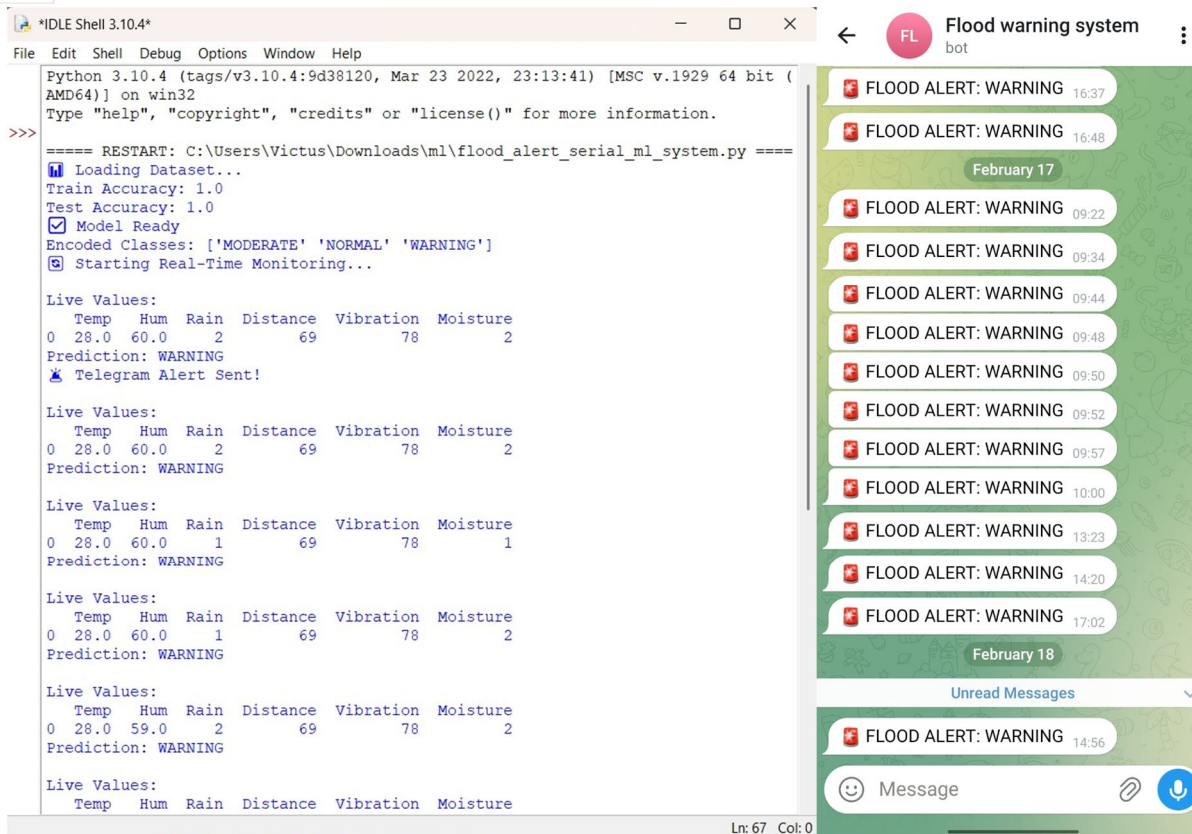 *IDLE Shell 3.10.4*
File Edit Shell Debug Options Window Help
Python 3.10.4 (tags/v3.10.4:9d38120, Mar 23 2022, 23:13:41) [MSC v.1929 64 bit (
AMD64)] on win32
Type "help", "copyright", "credits" or "license()" for more information.
>>>
===== RESTART: C:\Users\Victus\Downloads\ml\flood_alert_serial_ml_system.py ====
📊 Loading Dataset...
Train Accuracy: 1.0
Test Accuracy: 1.0
☑ Model Ready
Encoded Classes: ['MODERATE' 'NORMAL' 'WARNING']
🔄 Starting Real-Time Monitoring...
Live Values:
Temp Hum Rain Distance Vibration Moisture
0 28.0 60.0 2 69 78 2
Prediction: WARNING
🚨 Telegram Alert Sent!
Live Values:
Temp Hum Rain Distance Vibration Moisture
0 28.0 60.0 2 69 78 2
Prediction: WARNING
Live Values:
Temp Hum Rain Distance Vibration Moisture
0 28.0 60.0 1 69 78 1
Prediction: WARNING
Live Values:
Temp Hum Rain Distance Vibration Moisture
0 28.0 60.0 1 69 78 2
Prediction: WARNING
Live Values:
Temp Hum Rain Distance Vibration Moisture
0 28.0 59.0 2 69 78 2
Prediction: WARNING
Live Values:
Temp Hum Rain Distance Vibration Moisture
Ln: 67 Col: 0
FL
Flood warning system
bot
🚨 FLOOD ALERT: WARNING 16:37
🚨 FLOOD ALERT: WARNING 16:48
February 17
🚨 FLOOD ALERT: WARNING 09:22
🚨 FLOOD ALERT: WARNING 09:34
🚨 FLOOD ALERT: WARNING 09:44
🚨 FLOOD ALERT: WARNING 09:48
🚨 FLOOD ALERT: WARNING 09:50
🚨 FLOOD ALERT: WARNING 09:52
🚨 FLOOD ALERT: WARNING 09:57
🚨 FLOOD ALERT: WARNING 10:00
🚨 FLOOD ALERT: WARNING 13:23
🚨 FLOOD ALERT: WARNING 14:20
🚨 FLOOD ALERT: WARNING 17:02
February 18
Unread Messages
🚨 FLOOD ALERT: WARNING 14:56
Message